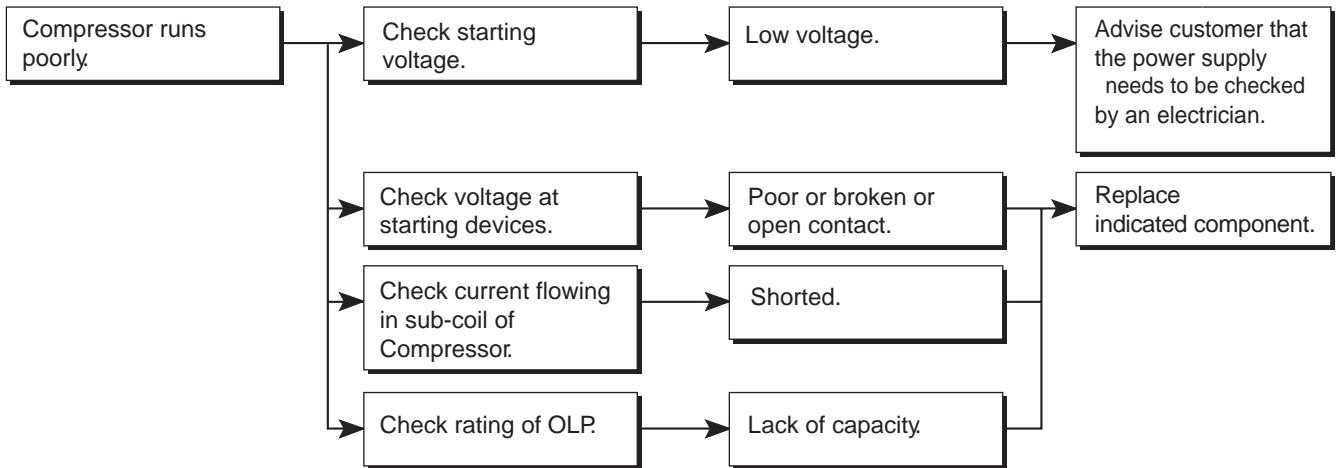 Compressor runs
poorly.
Check starting
voltage.
Low voltage.
Advise customer that
the power supply
needs to be checked
by an electrician.
Check voltage at
starting devices.
Poor or broken or
open contact.
Replace
indicated component.
Check current flowing
in sub-coil of
Compressor.
Shorted.
Check rating of OLP.
Lack of capacity.